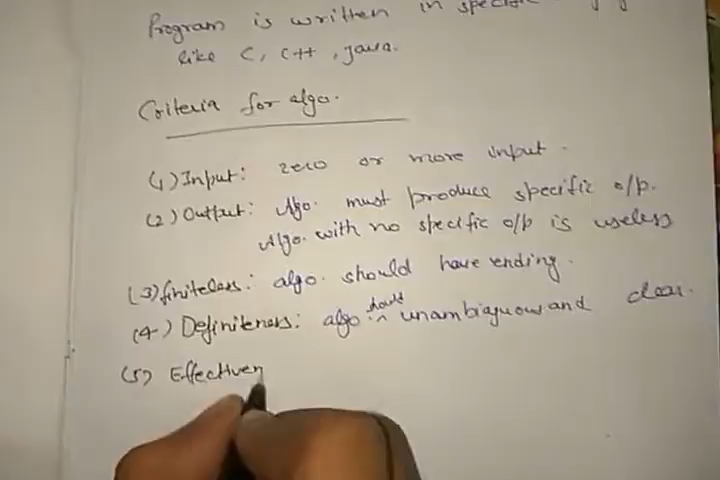 Program is written in
like C, C++, java.
Criteria for algo.
(1) Input: zero or more input.
(2) Output: Algo. must produce specific o/p.
Algo. with no specific o/p is useless
(3) finiteless: algo. should have ending.
(4) Definiteness: algo should unambiguous and clear.
(5) Effectiven